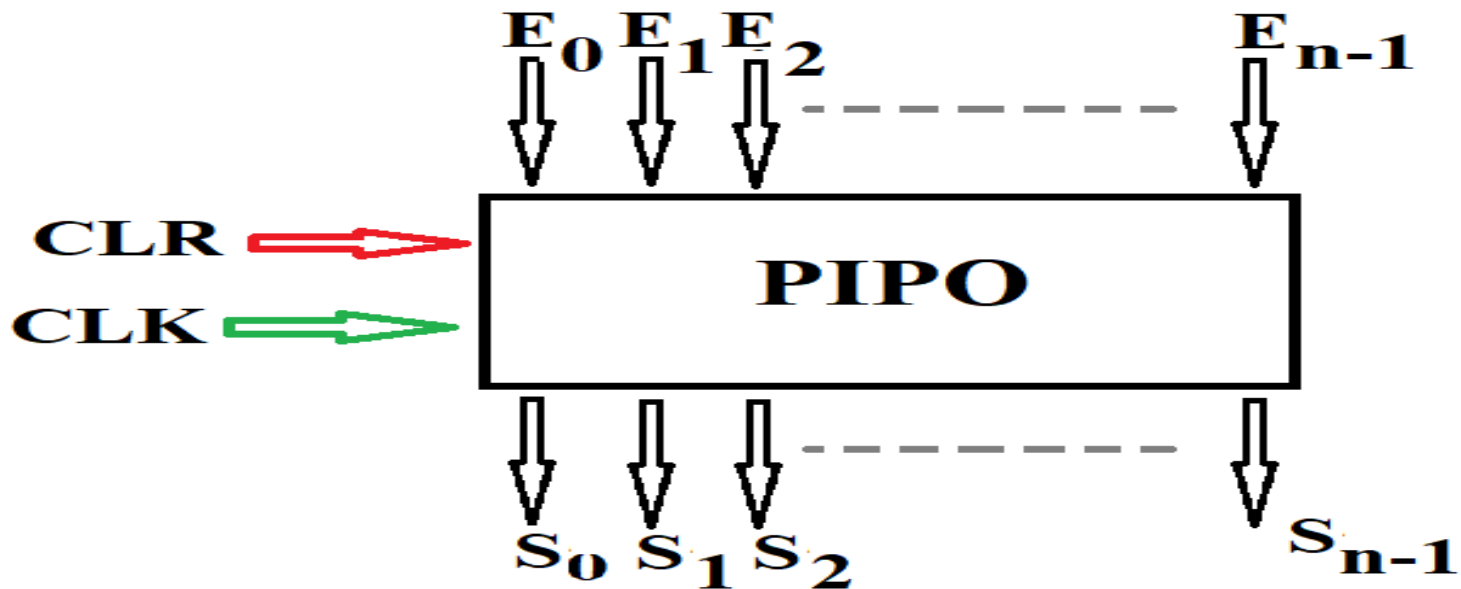 E₀ E₁ E₂ Eₙ₋₁
CLR
PIPO
CLK
S₀ S₁ S₂ Sₙ₋₁